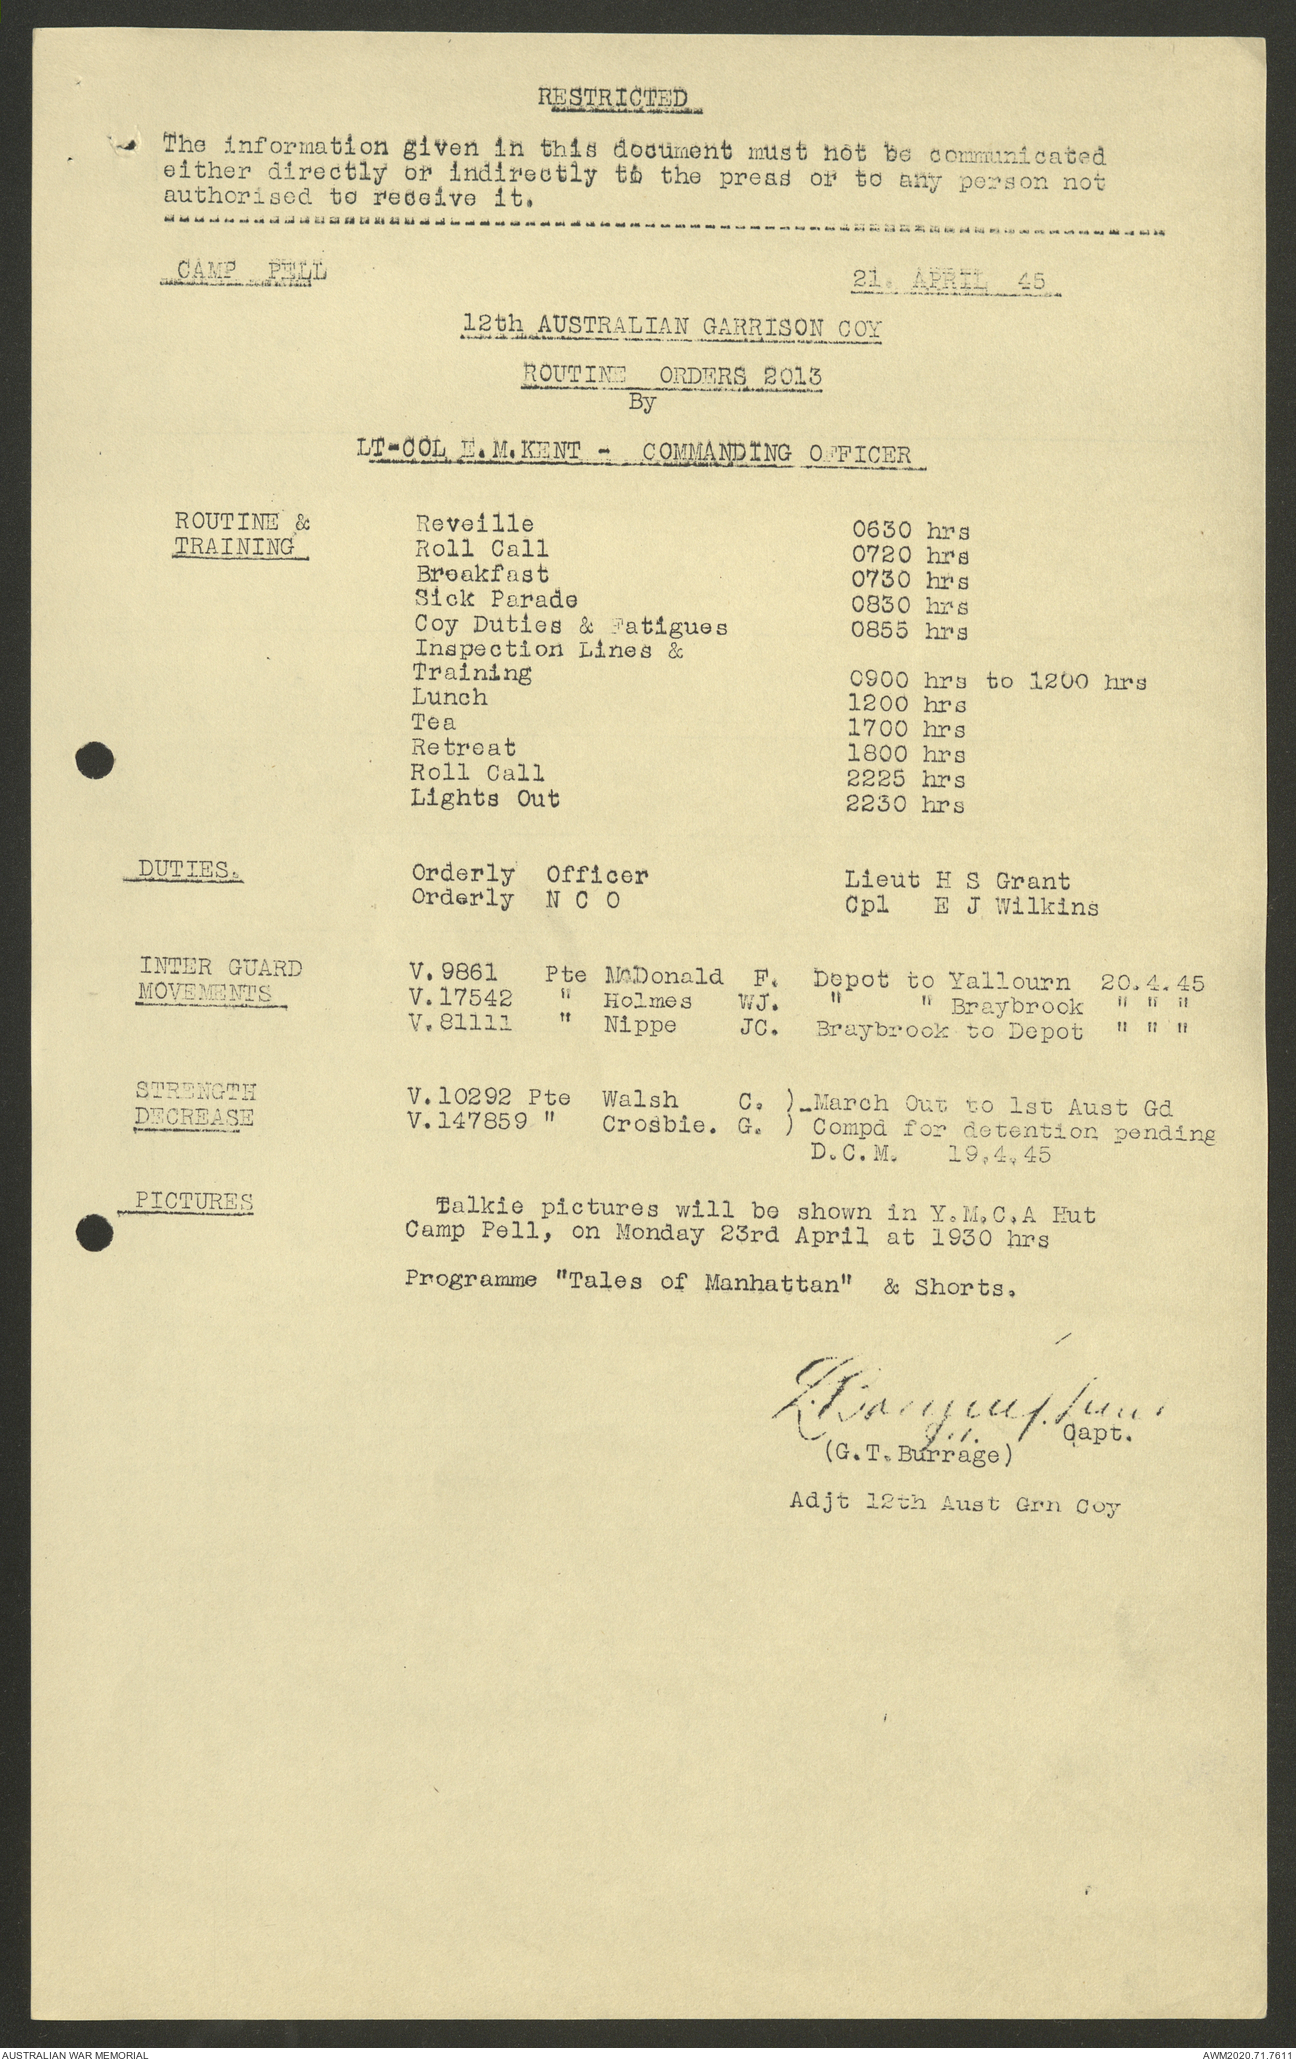 RESTRICTED
The information given in this document must not be communicated
either directly or indirectly to the press or to any person not
authorised to receive it.
CAMP PELL 21. APRIL 45
12th AUSTRALIAN GARRISON COY
ROUTINE ORDERS 2013
By
LT-COL E.M.KENT - COMMANDING OFFICER
ROUTINE & Reveille 0630 hrs
TRAINING Roll Call 0720 hrs
Breakfast 0730 hrs
Sick Parade 0830 hrs
Coy Duties & Fatigues 0855 hrs
Inspection Lines &
Training 0900 hrs to 1200 hrs
Lunch 1200 hrs
Tea 1700 hrs
Retreat 1800 hrs
Roll Call 2225 hrs
Lights Out 2230 hrs
DUTIES. Orderly Officer Lieut H S Grant
Orderly N C O Cpl E J Wilkins
INTER GUARD V.9861 Pte McDonald F. Depot to Yallourn 20.4.45
MOVEMENTS V.17542 " Holmes WJ. " " Braybrook " " "
V.81111 " Nippe JC. Braybrook to Depot " " "
STRENGTH V.10292 Pte Walsh C. ) March Out to 1st Aust Gd
DECREASE V.147859 " Crosbie. G. ) Compd for detention pending
D.C.M. 19.4.45
PICTURES Talkie pictures will be shown in Y.M.C.A Hut
Camp Pell, on Monday 23rd April at 1930 hrs
Programme "Tales of Manhattan" & Shorts.
Capt.
(G.T.Burrage)
Adjt 12th Aust Grn Coy
AUSTRALIAN WAR MEMORIAL AWM2020.71.7611